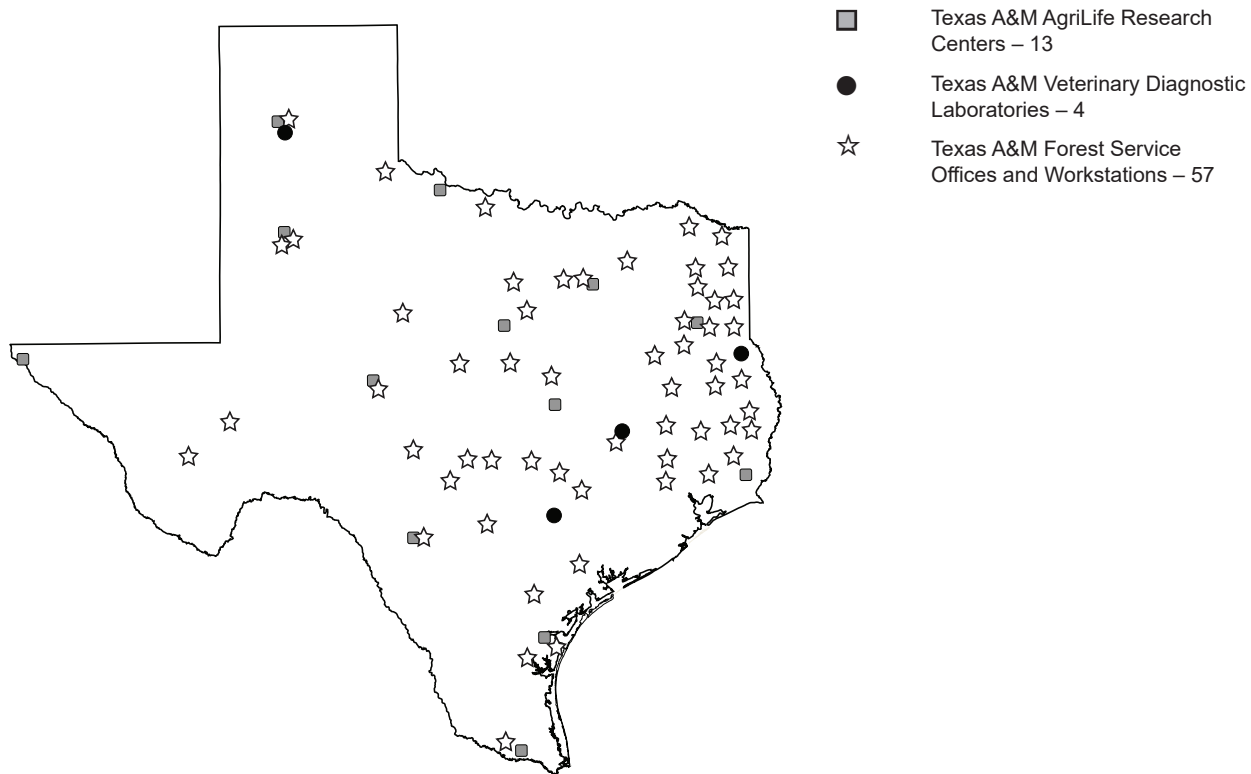 Texas A&M AgriLife Research
Centers – 13
Texas A&M Veterinary Diagnostic
Laboratories – 4
Texas A&M Forest Service
Offices and Workstations – 57